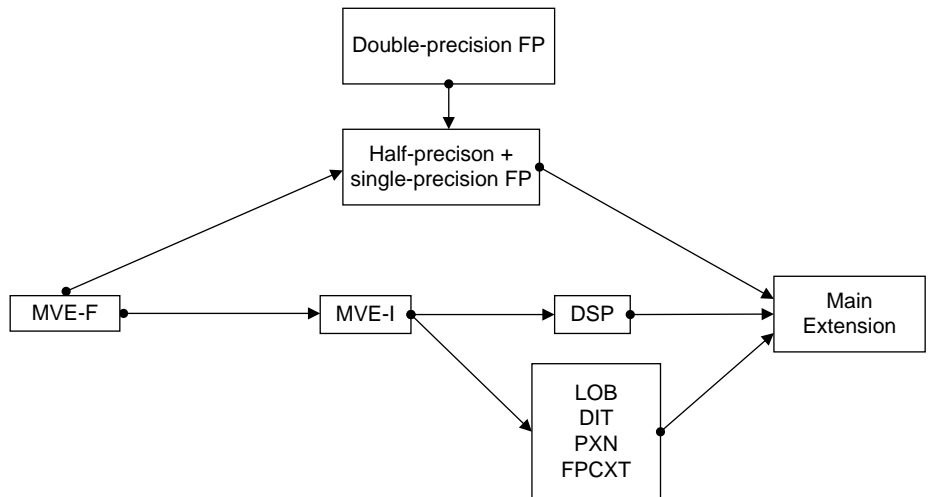 Double-precision FP
Half-precison +
single-precision FP
MVE-F
MVE-I
DSP
Main
Extension
LOB
DIT
PXN
FPCXT